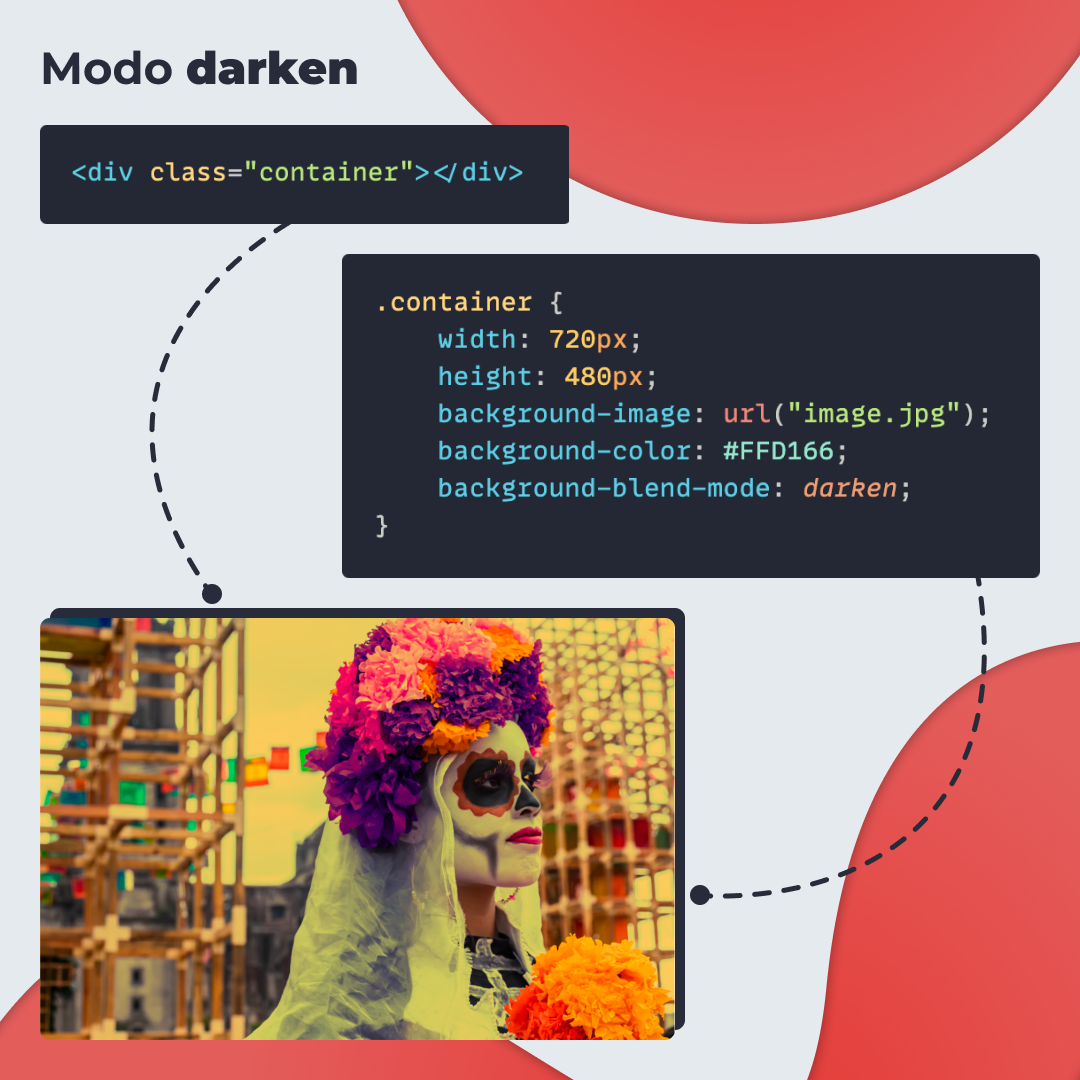 Modo darken
<div class="container"></div>
.container {
    width: 720px;
    height: 480px;
    background-image: url("image.jpg");
    background-color: #FFD166;
    background-blend-mode: darken;
}